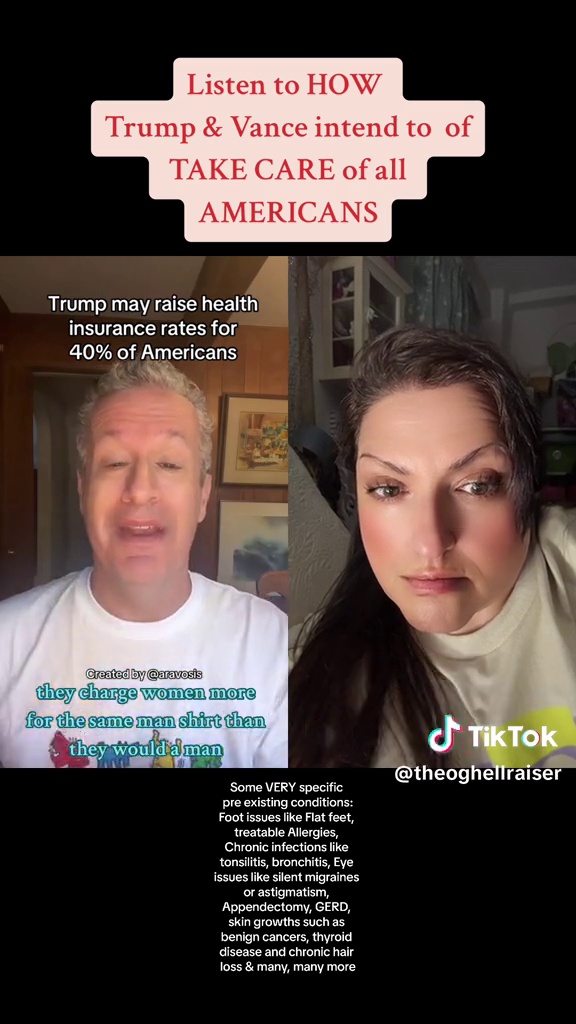 Listen to HOW
Trump & Vance intend to of
TAKE CARE of all
AMERICANS
Trump may raise health
insurance rates for
40% of Americans
Created by @aravosis
they charge women more
for the same man shirt than
they would a man
TikTok
@theoghellraiser
Some VERY specific
pre existing conditions:
Foot issues like Flat feet,
treatable Allergies,
Chronic infections like
tonsilitis, bronchitis, Eye
issues like silent migraines
or astigmatism,
Appendectomy, GERD,
skin growths such as
benign cancers, thyroid
disease and chronic hair
loss & many, many more